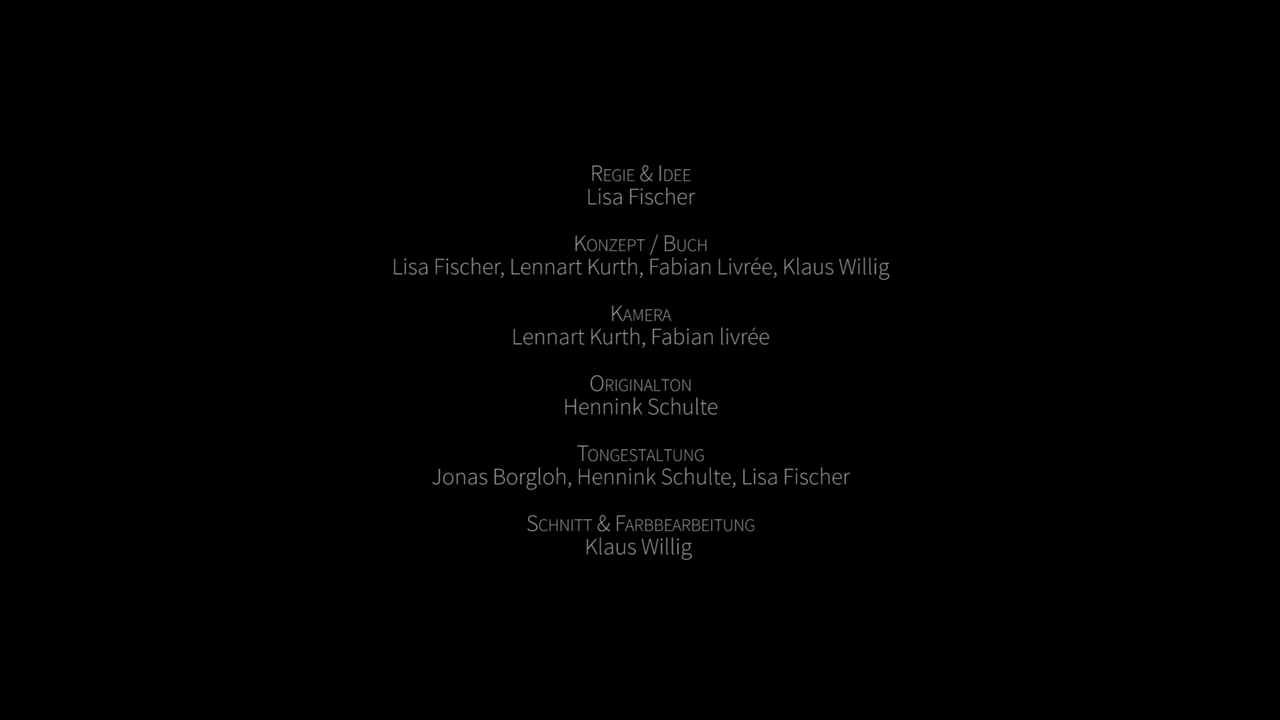 Regie & Idee
Lisa Fischer
Konzept / Buch
Lisa Fischer, Lennart Kurth, Fabian Livrée, Klaus Willig
Kamera
Lennart Kurth, Fabian livrée
Originalton
Hennink Schulte
Tongestaltung
Jonas Borgloh, Hennink Schulte, Lisa Fischer
Schnitt & Farbbearbeitung
Klaus Willig